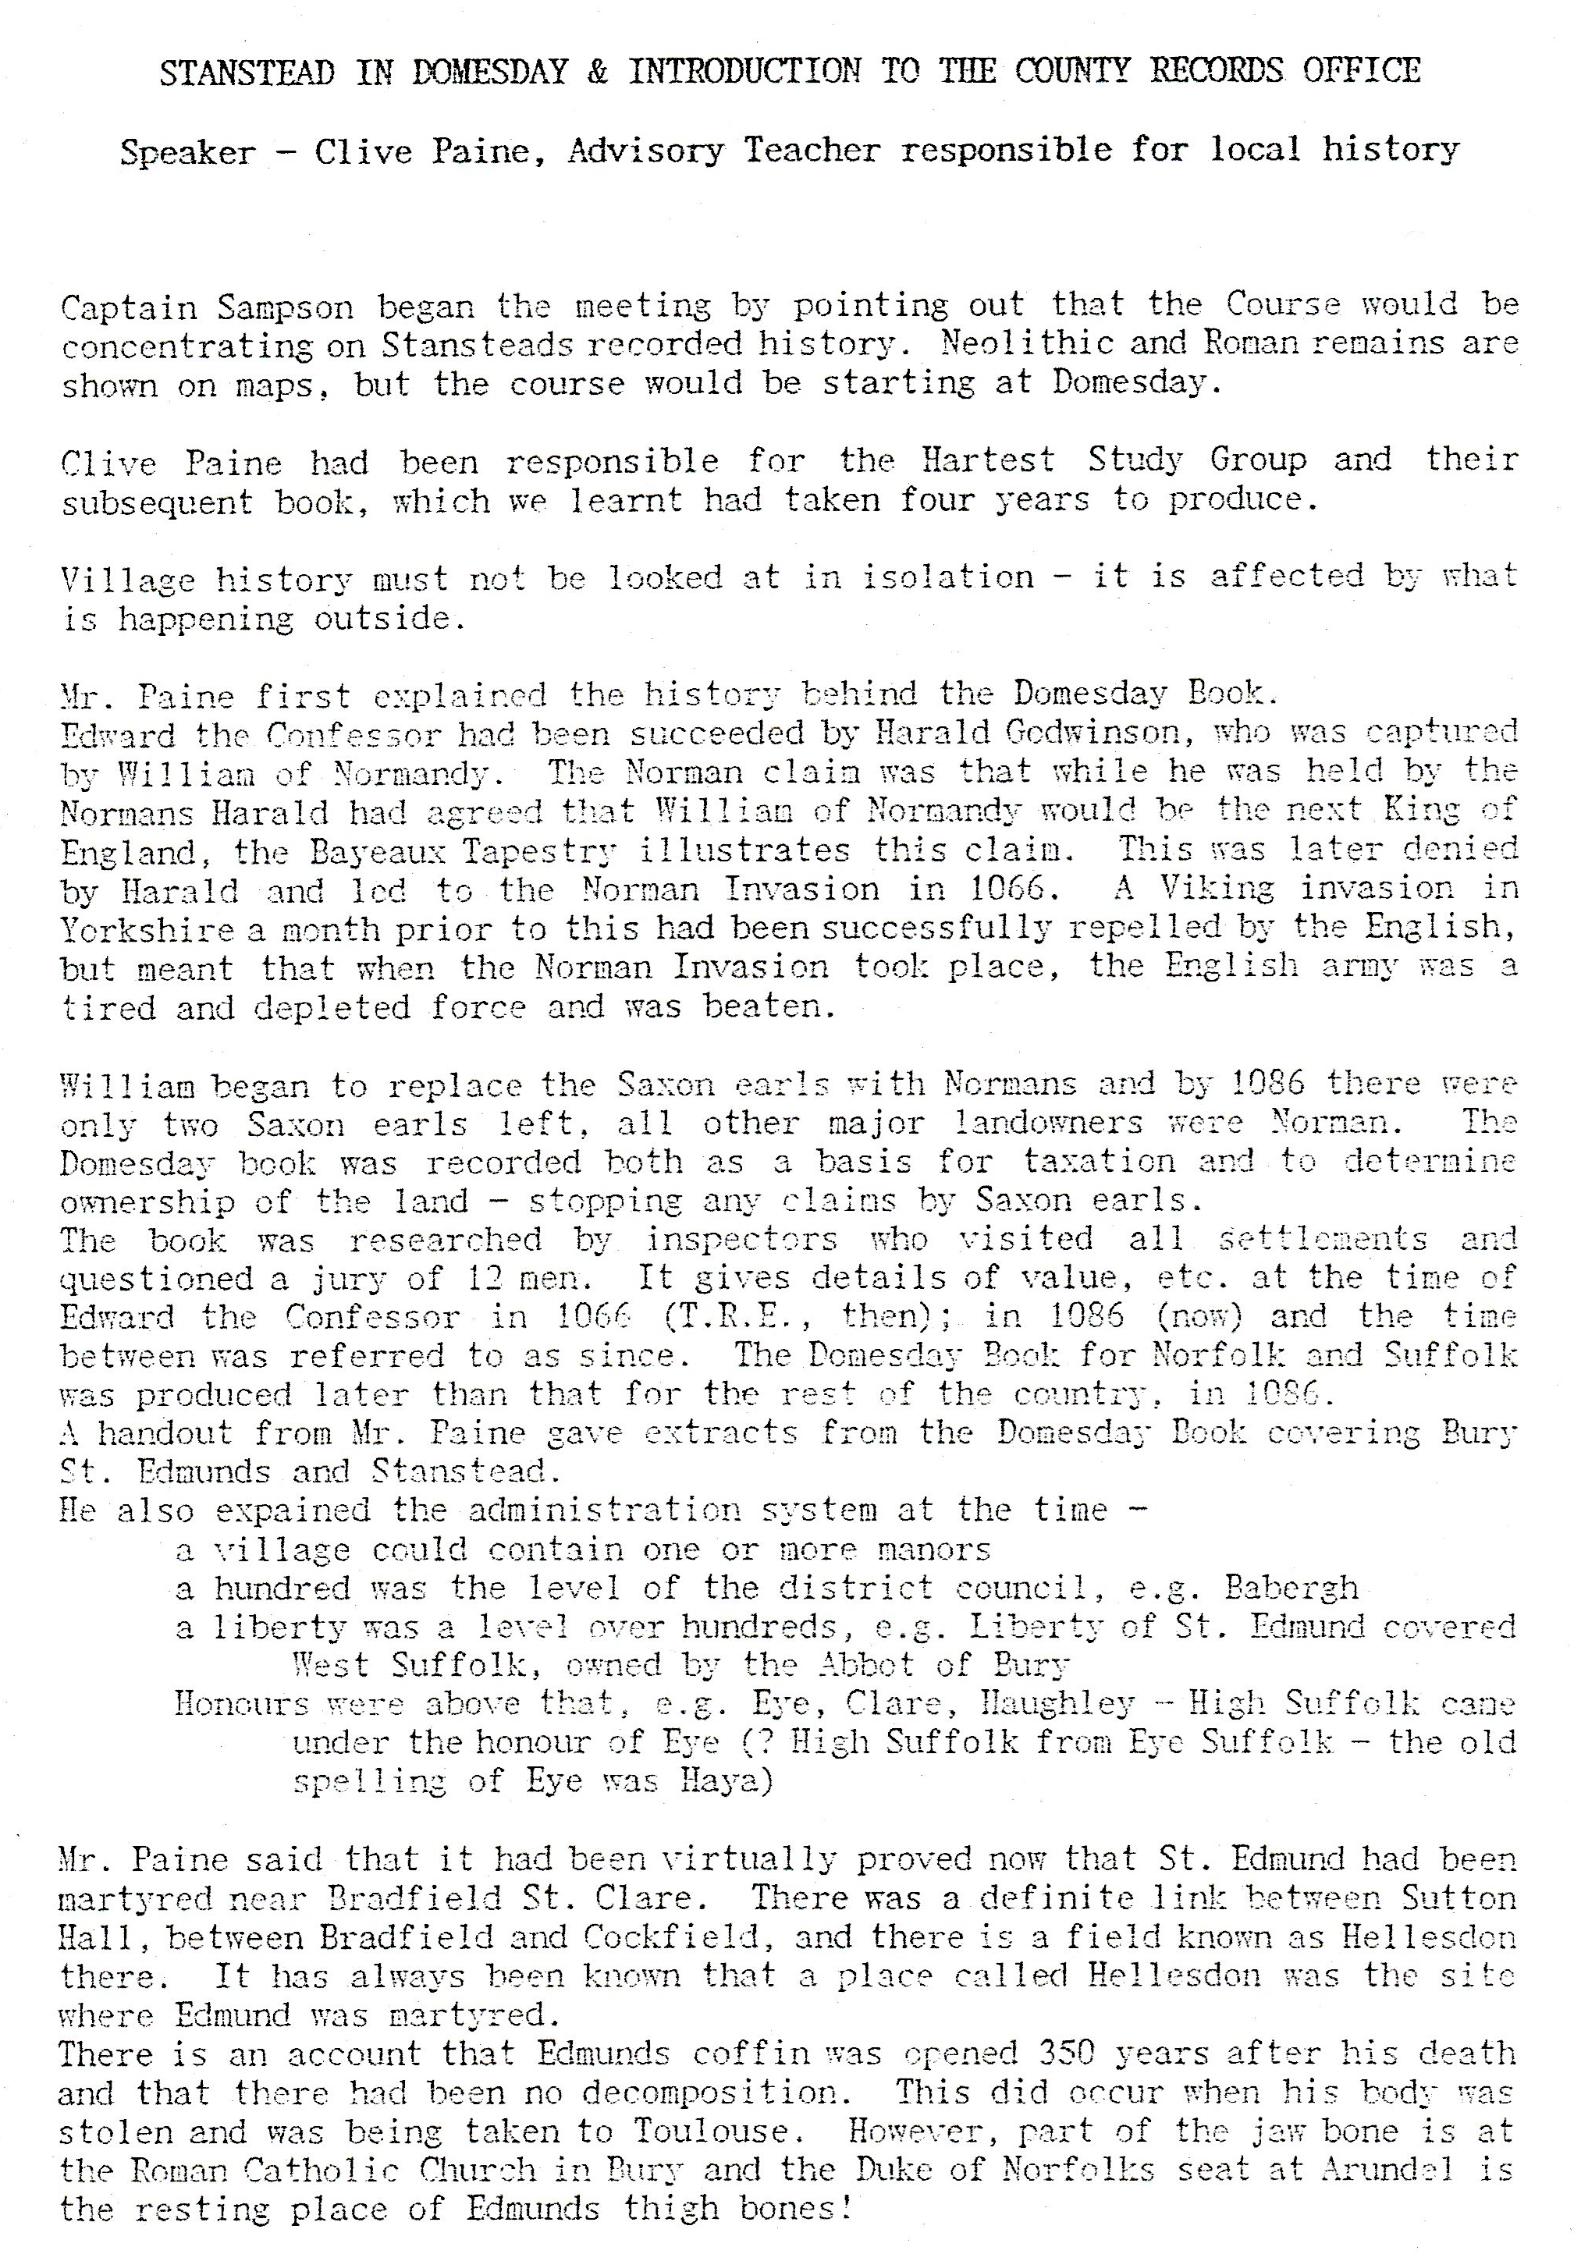 STANSTEAD IN DOMESDAY & INTRODUCTION TO THE COUNTY RECORDS OFFICE
Speaker - Clive Paine, Advisory Teacher responsible for local history
Captain Sampson began the meeting by pointing out that the Course would be
concentrating on Stansteads recorded history. Neolithic and Roman remains are
shown on maps, but the course would be starting at Domesday.
Clive Paine had been responsible for the Hartest Study Group and their
subsequent book, which we learnt had taken four years to produce.
Village history must not be looked at in isolation - it is affected by what
is happening outside.
Mr. Paine first explained the history behind the Domesday Book.
Edward the Confessor had been succeeded by Harald Godwinson, who was captured
by William of Normandy. The Norman claim was that while he was held by the
Normans Harald had agreed that William of Normandy would be the next King of
England, the Bayeaux Tapestry illustrates this claim. This was later denied
by Harald and led to the Norman Invasion in 1066. A Viking invasion in
Yorkshire a month prior to this had been successfully repelled by the English,
but meant that when the Norman Invasion took place, the English army was a
tired and depleted force and was beaten.
William began to replace the Saxon earls with Normans and by 1086 there were
only two Saxon earls left, all other major landowners were Norman. The
Domesday book was recorded both as a basis for taxation and to determine
ownership of the land - stopping any claims by Saxon earls.
The book was researched by inspectors who visited all settlements and
questioned a jury of 12 men. It gives details of value, etc. at the time of
Edward the Confessor in 1066 (T.R.E., then); in 1086 (now) and the time
between was referred to as since. The Domesday Book for Norfolk and Suffolk
was produced later than that for the rest of the country, in 1086.
A handout from Mr. Paine gave extracts from the Domesday Book covering Bury
St. Edmunds and Stanstead.
He also expained the administration system at the time -
a village could contain one or more manors
a hundred was the level of the district council, e.g. Babergh
a liberty was a level over hundreds, e.g. Liberty of St. Edmund covered
West Suffolk, owned by the Abbot of Bury
Honours were above that, e.g. Eye, Clare, Haughley - High Suffolk came
under the honour of Eye (? High Suffolk from Eye Suffolk - the old
spelling of Eye was Haya)
Mr. Paine said that it had been virtually proved now that St. Edmund had been
martyred near Bradfield St. Clare. There was a definite link between Sutton
Hall, between Bradfield and Cockfield, and there is a field known as Hellesdon
there. It has always been known that a place called Hellesdon was the site
where Edmund was martyred.
There is an account that Edmunds coffin was opened 350 years after his death
and that there had been no decomposition. This did occur when his body was
stolen and was being taken to Toulouse. However, part of the jaw bone is at
the Roman Catholic Church in Bury and the Duke of Norfolks seat at Arundel is
the resting place of Edmunds thigh bones!